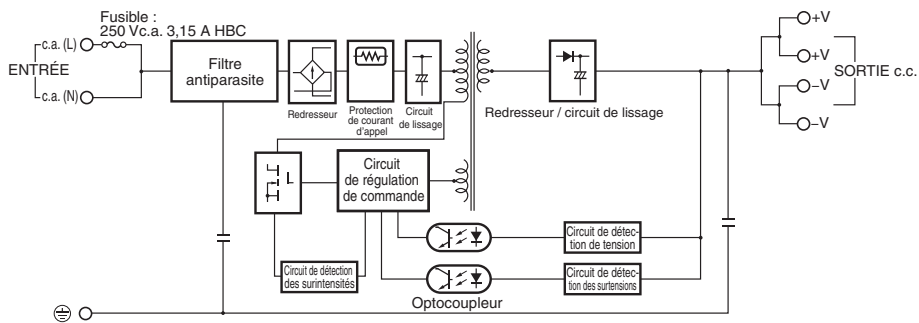 Fusible :
250 Vc.a. 3,15 A HBC
c.a. (L)
ENTRÉE
c.a. (N)
Filtre
antiparasite
Redresseur
Protection
de courant
d'appel
Circuit
de lissage
Redresseur / circuit de lissage
+V
+V
SORTIE c.c.
–V
–V
Circuit
de régulation
de commande
Circuit de détection
des surintensités
Circuit de détec-
tion de tension
Circuit de détec-
tion des surtensions
Optocoupleur